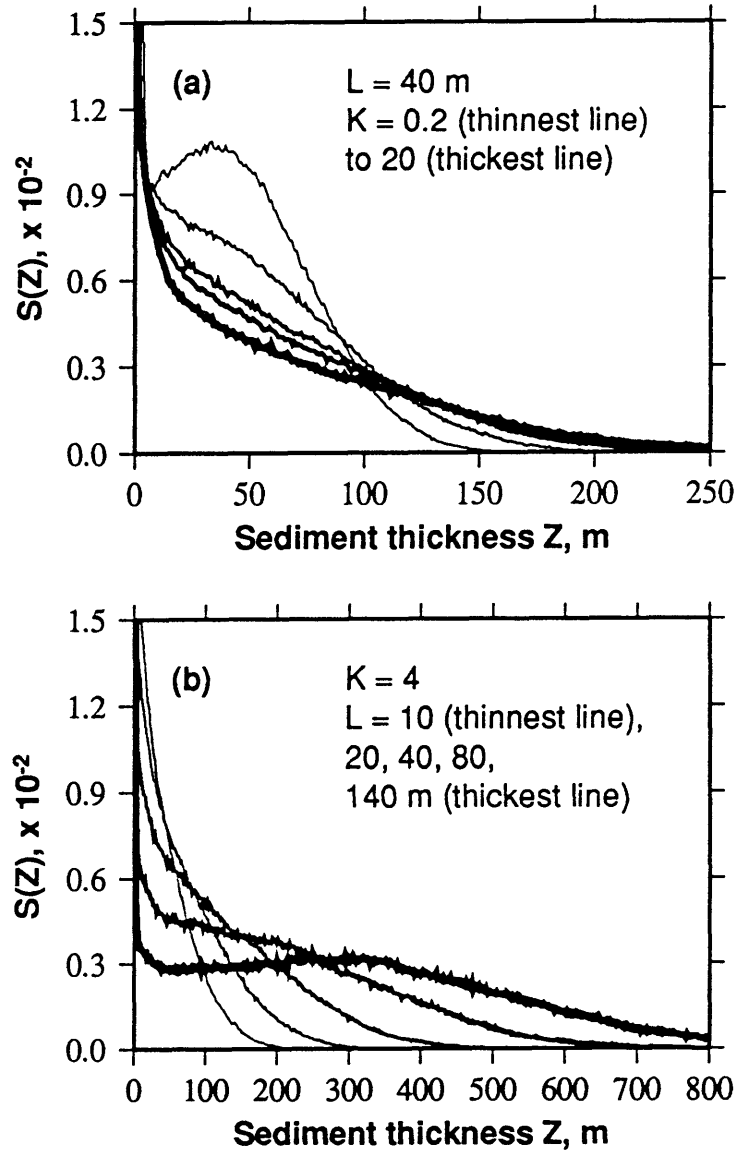 1.5
1.2
0.9
0.6
0.3
0.0
S(Z), x 10-2
(a)
L = 40 m
K = 0.2 (thinnest line)
to 20 (thickest line)
0 50 100 150 200 250
Sediment thickness Z, m
1.5
1.2
0.9
0.6
0.3
0.0
S(Z), x 10-2
(b)
K = 4
L = 10 (thinnest line),
20, 40, 80,
140 m (thickest line)
0 100 200 300 400 500 600 700 800
Sediment thickness Z, m